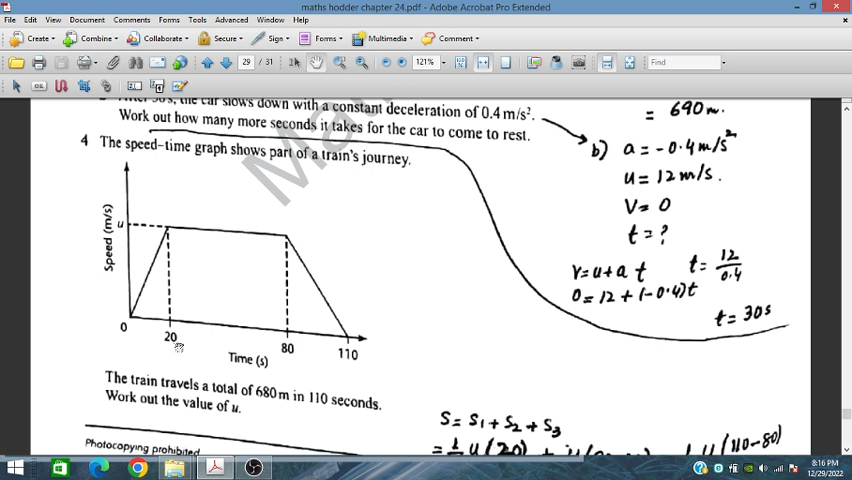 maths hodder chapter 24.pdf - Adobe Acrobat Pro Extended
File Edit View Document Comments Forms Tools Advanced Window Help
Create Combine Collaborate Secure Sign Forms Multimedia Comment
29 / 31 121% Find
the car slows down with a constant deceleration of 0.4 m/s².
Work out how many more seconds it takes for the car to come to rest.
= 690 m.
b) a = -0.4 m/s²
u = 12 m/s.
V = 0
t = ?
V = u + a t t = 12/0.4
0 = 12 + (-0.4) t
t = 30 s
4 The speed–time graph shows part of a train's journey.
Speed (m/s)
u
0
20
80
110
Time (s)
The train travels a total of 680 m in 110 seconds.
Work out the value of u.
S = S₁ + S₂ + S₃
Photocopying prohibited
8:16 PM
12/29/2022